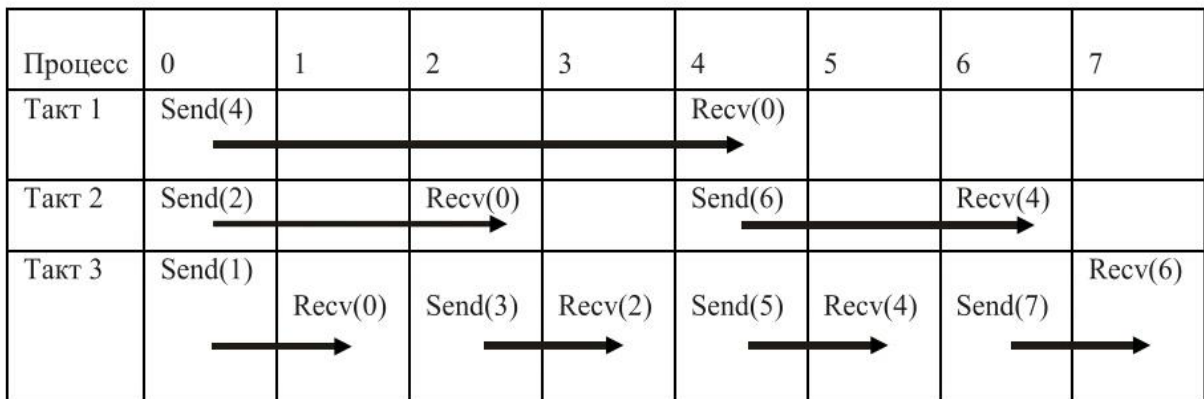 Процесс 0 1 2 3 4 5 6 7
Такт 1 Send(4) Recv(0)
Такт 2 Send(2) Recv(0) Send(6) Recv(4)
Такт 3 Send(1) Recv(6)
Recv(0) Send(3) Recv(2) Send(5) Recv(4) Send(7)